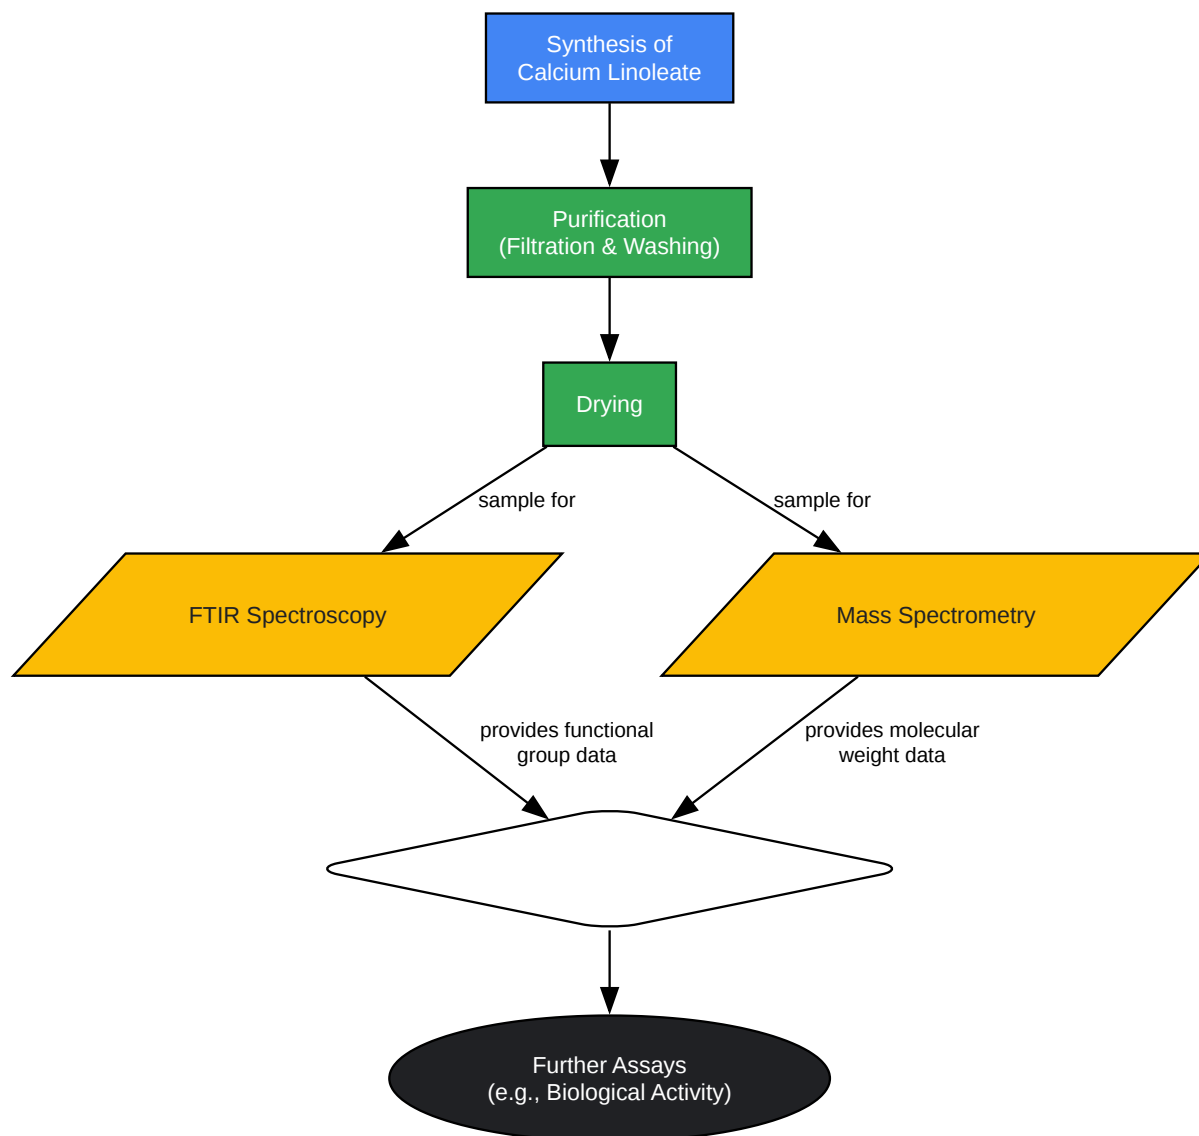 Synthesis of
Calcium Linoleate
Purification
(Filtration & Washing)
Drying
sample for
sample for
FTIR Spectroscopy
Mass Spectrometry
provides functional
group data
provides molecular
weight data
Further Assays
(e.g., Biological Activity)